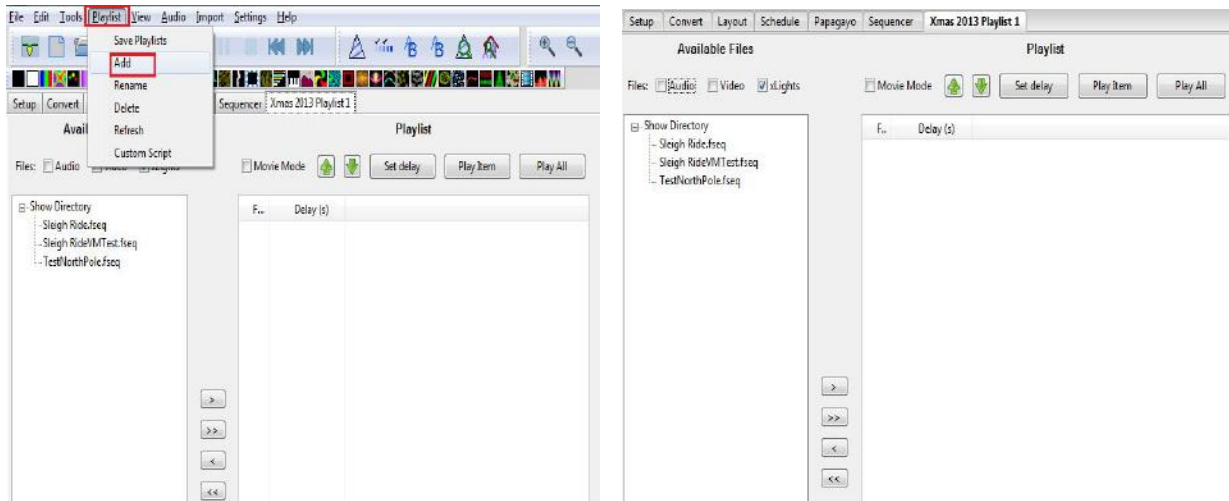 File Edit Tools Playlist View Audio Import Settings Help
Save Playlists
Add
Rename
Delete
Refresh
Custom Script
Setup Convert Sequencer Xmas 2013 Playlist 1
Avail Playlist
Files: Audio Movie Mode Set delay Play Item Play All
Show Directory
Sleigh Ride.fseq
Sleigh RideVMTest.fseq
TestNorthPole.fseq
F... Delay (s)
>
>>
<
<<
Setup Convert Layout Schedule Papagayo Sequencer Xmas 2013 Playlist 1
Available Files Playlist
Files: Audio Video xLights Movie Mode Set delay Play Item Play All
Show Directory
Sleigh Ride.fseq
Sleigh RideVMTest.fseq
TestNorthPole.fseq
F... Delay (s)
>
>>
<
<<